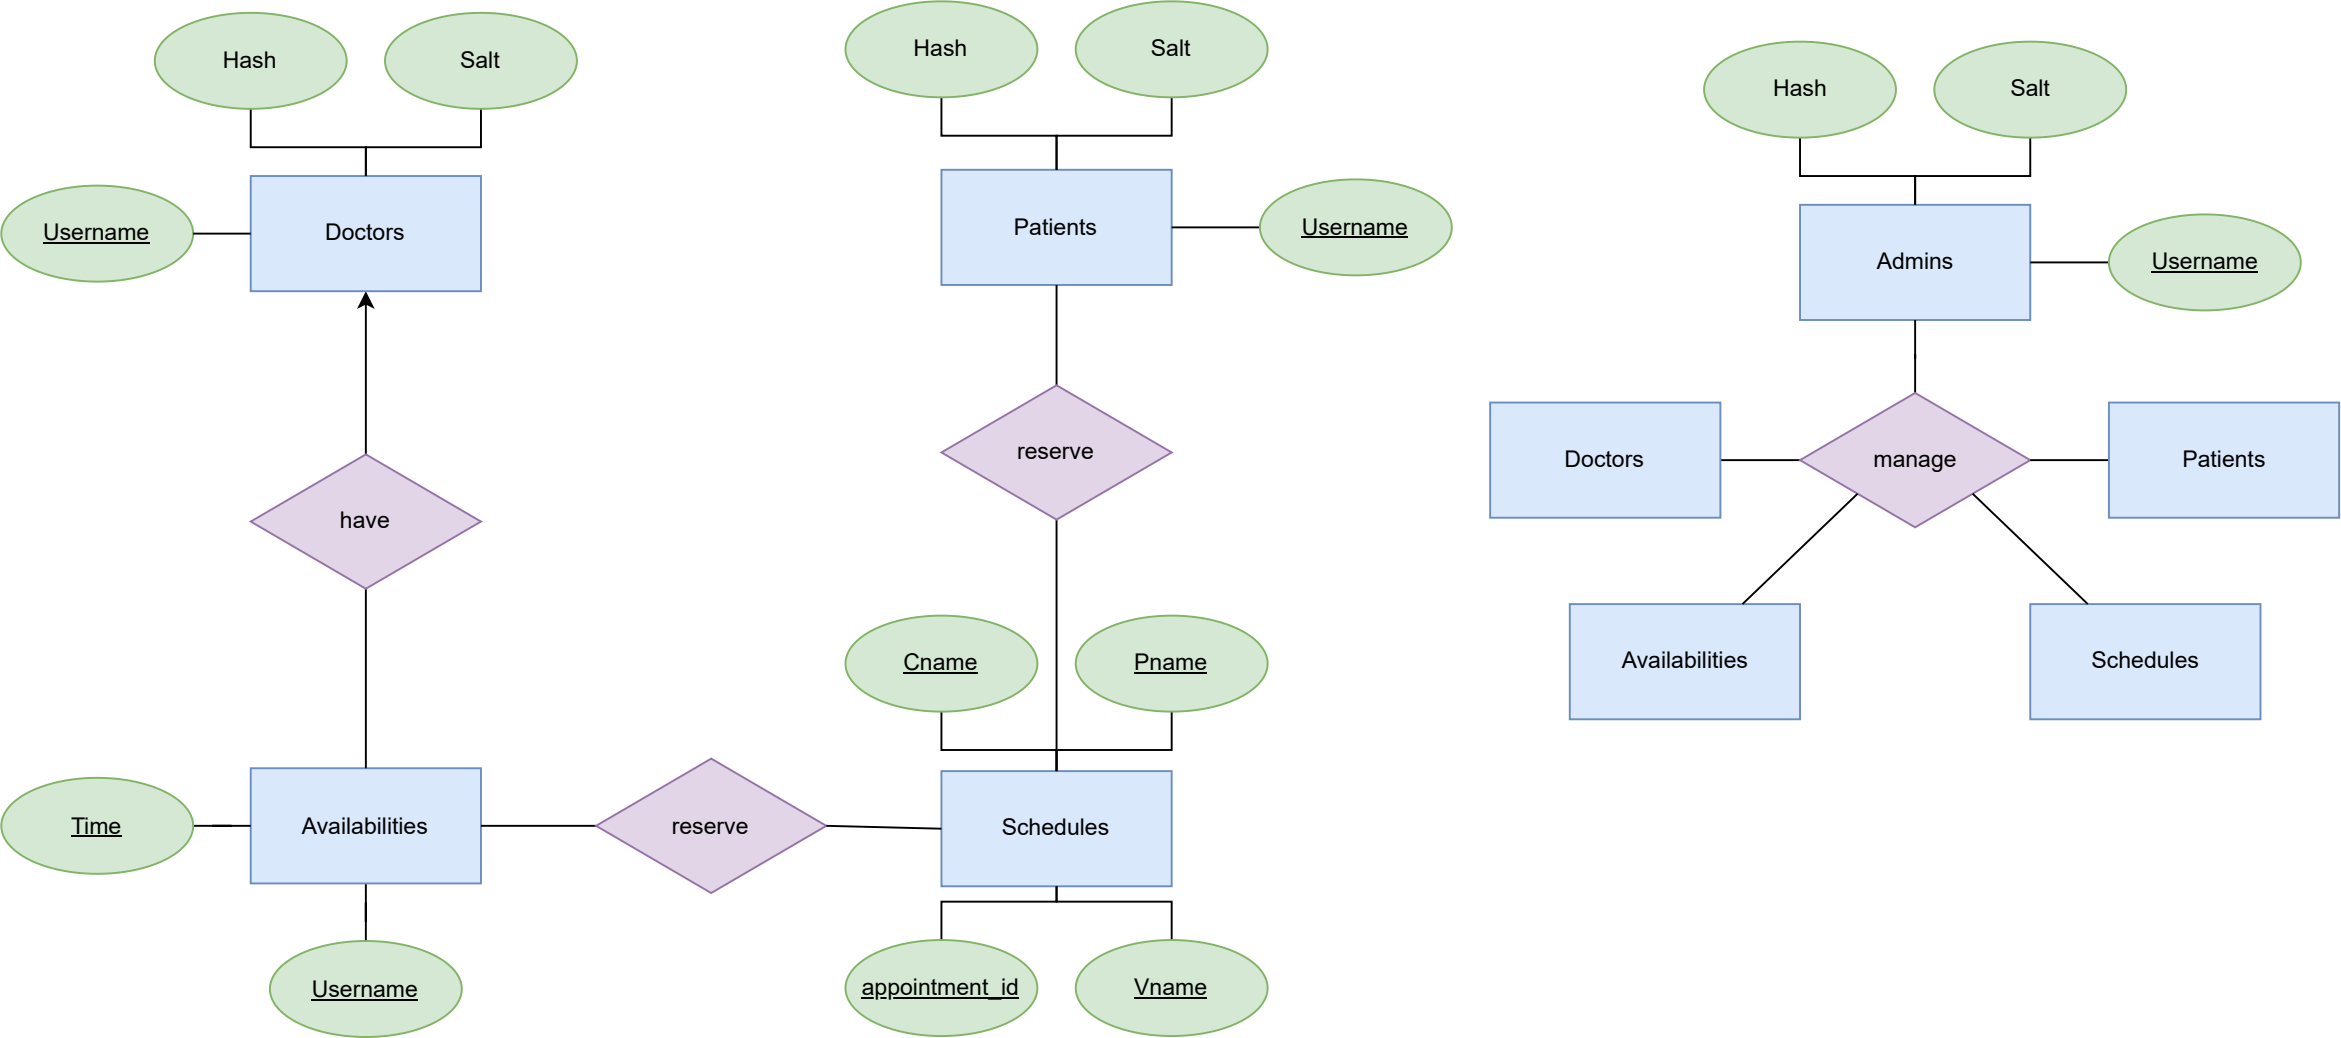 Hash
Salt
Username
Doctors
have
Time
Availabilities
Username
reserve
Hash
Salt
Patients
Username
reserve
Cname
Pname
Schedules
appointment_id
Vname
Hash
Salt
Admins
Username
Doctors
manage
Patients
Availabilities
Schedules